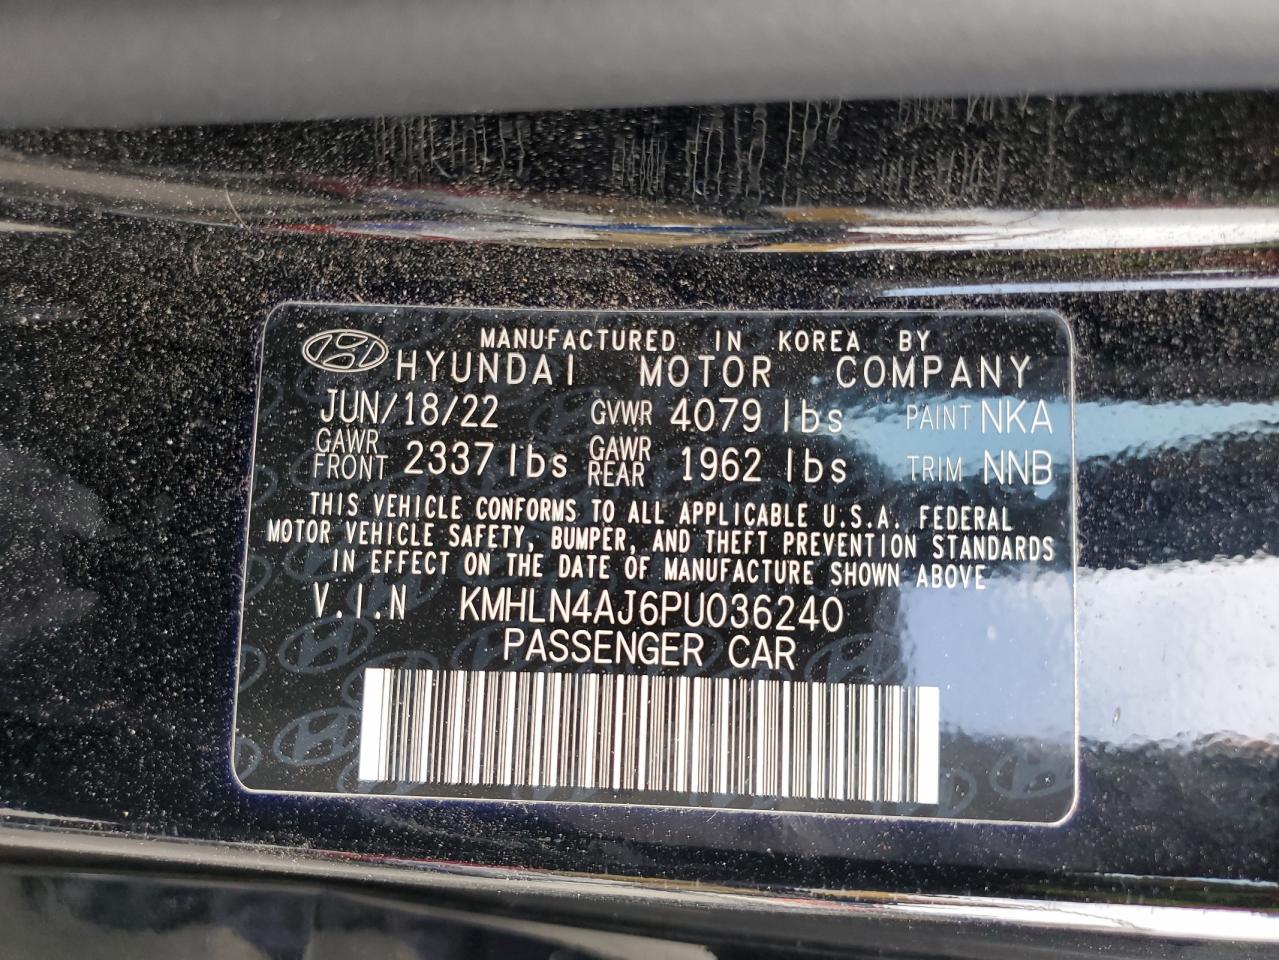 MANUFACTURED IN KOREA BY
HYUNDAI MOTOR COMPANY
JUN/18/22 GVWR 4079 lbs PAINT NKA
GAWR FRONT 2337 lbs GAWR REAR 1962 lbs TRIM NNB
THIS VEHICLE CONFORMS TO ALL APPLICABLE U.S.A. FEDERAL
MOTOR VEHICLE SAFETY, BUMPER, AND THEFT PREVENTION STANDARDS
IN EFFECT ON THE DATE OF MANUFACTURE SHOWN ABOVE
V.I.N KMHLN4AJ6PU036240
PASSENGER CAR